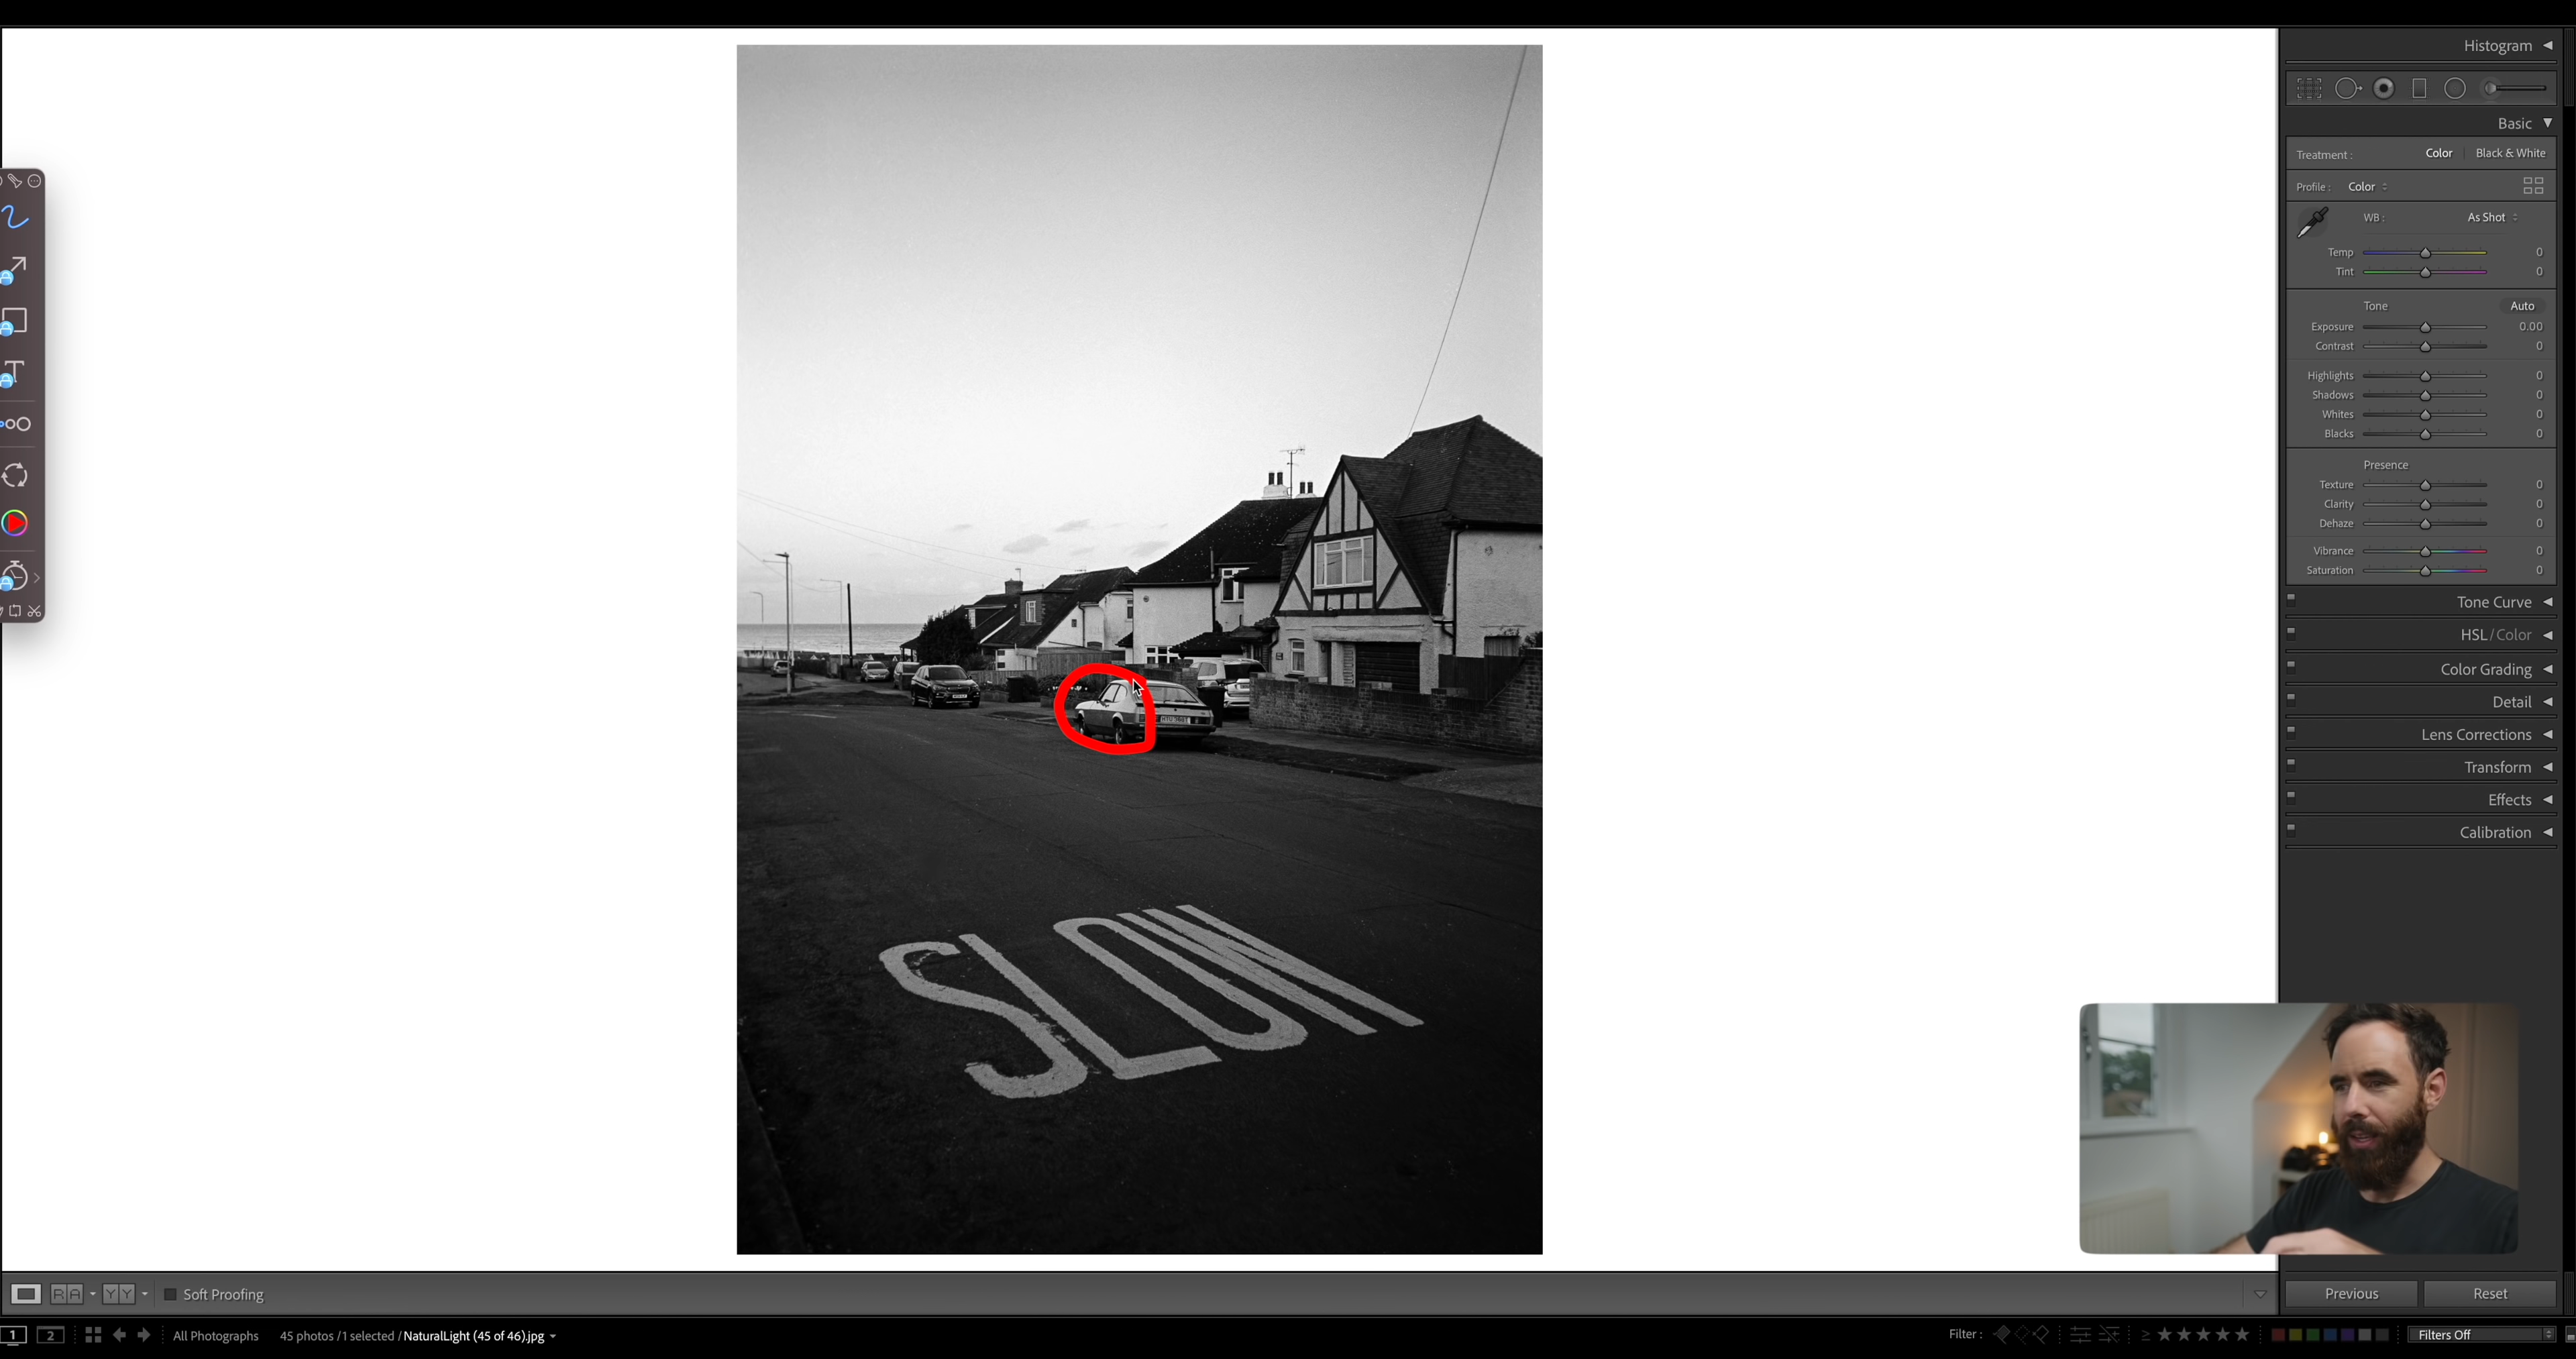 Histogram
Basic
Treatment : Color Black & White
Profile : Color
WB : As Shot
Temp 0
Tint 0
Tone Auto
Exposure 0.00
Contrast 0
Highlights 0
Shadows 0
Whites 0
Blacks 0
Presence
Texture 0
Clarity 0
Dehaze 0
Vibrance 0
Saturation 0
Tone Curve
HSL / Color
Color Grading
Detail
Lens Corrections
Transform
Effects
Calibration
SLOW
R A Y Y Soft Proofing
Previous Reset
1 2 All Photographs 45 photos / 1 selected / NaturalLight (45 of 46).jpg Filter : ≥ Filters Off